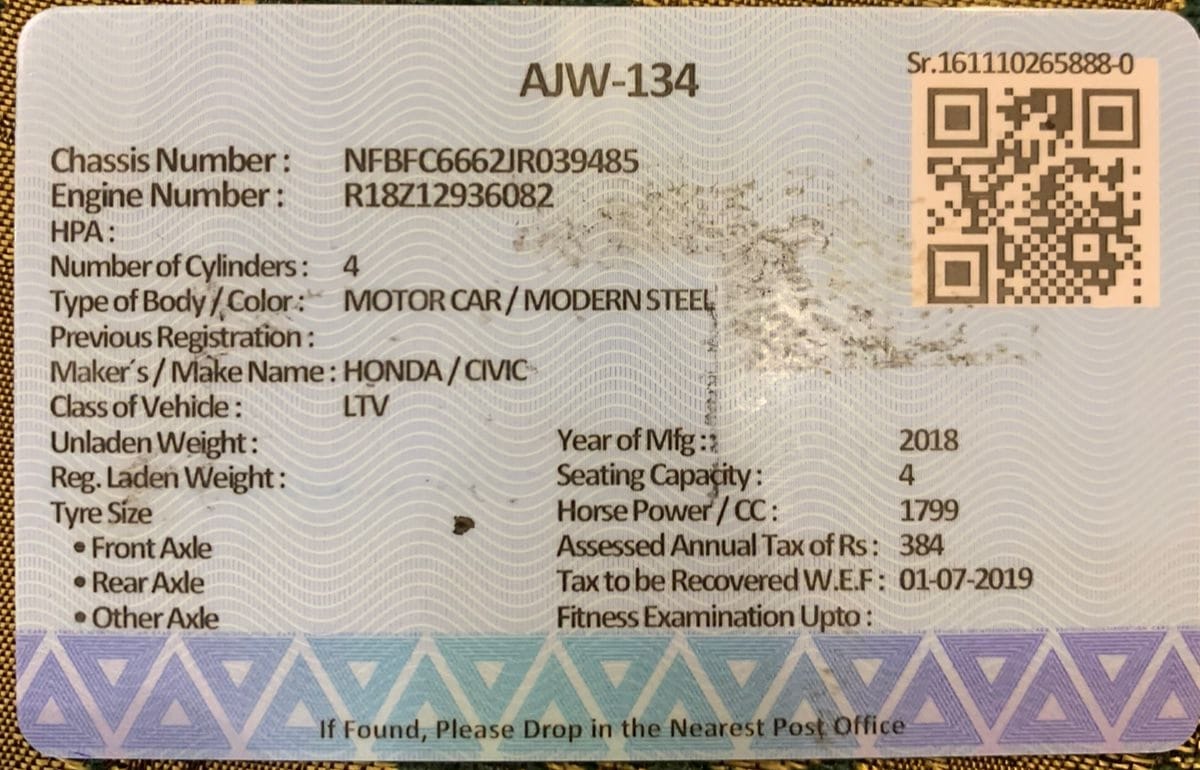 Sr.161110265888-0
AJW-134
Chassis Number : NFBFC6662JR039485
Engine Number : R18Z12936082
HPA :
Number of Cylinders : 4
Type of Body / Color : MOTOR CAR / MODERN STEEL
Previous Registration :
Maker's / Make Name : HONDA / CIVIC
Class of Vehicle : LTV
Unladen Weight : Year of Mfg : 2018
Reg. Laden Weight : Seating Capacity : 4
Tyre Size Horse Power / CC : 1799
• Front Axle Assessed Annual Tax of Rs : 384
• Rear Axle Tax to be Recovered W.E.F : 01-07-2019
• Other Axle Fitness Examination Upto :
If Found, Please Drop in the Nearest Post Office